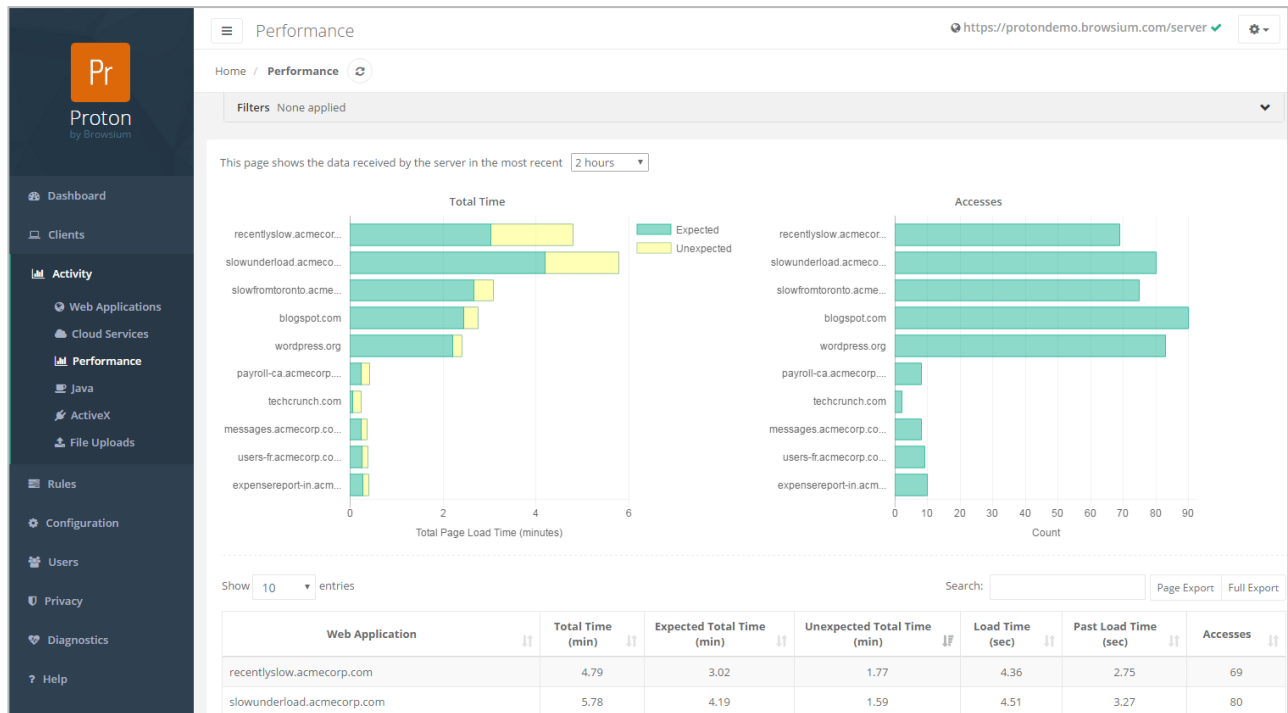 Pr
Proton
by Browsium
Dashboard
Clients
Activity
Web Applications
Cloud Services
Performance
Java
ActiveX
File Uploads
Rules
Configuration
Users
Privacy
Diagnostics
? Help
Performance
https://protondemo.browsium.com/server
Home / Performance
Filters None applied
This page shows the data received by the server in the most recent 2 hours
Total Time
Expected
Unexpected
recentlyslow.acmecor...
slowunderload.acmeco...
slowfromtoronto.acme...
blogspot.com
wordpress.org
payroll-ca.acmecorp....
techcrunch.com
messages.acmecorp.co...
users-fr.acmecorp.co...
expensereport-in.acm...
0 2 4 6
Total Page Load Time (minutes)
Accesses
recentlyslow.acmecor...
slowunderload.acmeco...
slowfromtoronto.acme...
blogspot.com
wordpress.org
payroll-ca.acmecorp....
techcrunch.com
messages.acmecorp.co...
users-fr.acmecorp.co...
expensereport-in.acm...
0 10 20 30 40 50 60 70 80 90
Count
Show 10 entries
Search:
Page Export Full Export
Web Application Total Time (min) Expected Total Time (min) Unexpected Total Time (min) Load Time (sec) Past Load Time (sec) Accesses
recentlyslow.acmecorp.com 4.79 3.02 1.77 4.36 2.75 69
slowunderload.acmecorp.com 5.78 4.19 1.59 4.51 3.27 80